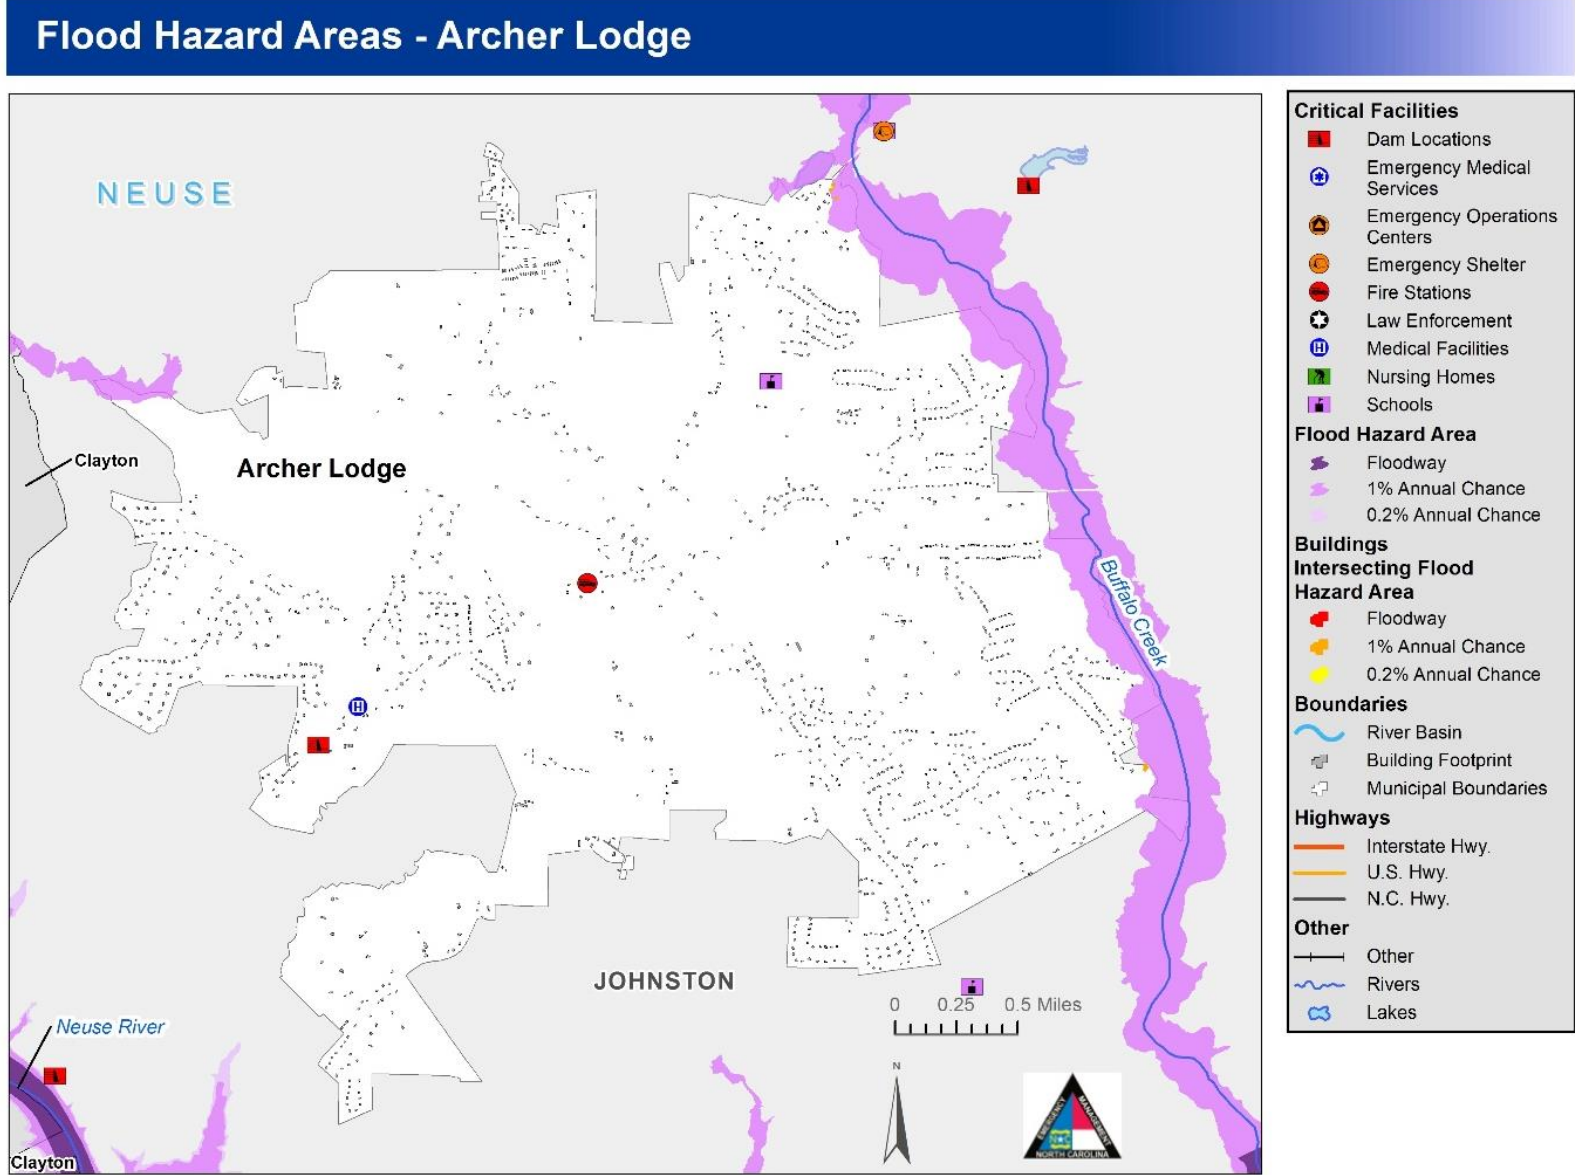 Flood Hazard Areas - Archer Lodge
NEUSE
Clayton
Archer Lodge
Buffalo Creek
JOHNSTON
0 0.25 0.5 Miles
Neuse River
N
Clayton
EMERGENCY
MANAGEMENT
NORTH CAROLINA
Critical Facilities
Dam Locations
Emergency Medical
Services
Emergency Operations
Centers
Emergency Shelter
Fire Stations
Law Enforcement
H Medical Facilities
Nursing Homes
Schools
Flood Hazard Area
Floodway
1% Annual Chance
0.2% Annual Chance
Buildings
Intersecting Flood
Hazard Area
Floodway
1% Annual Chance
0.2% Annual Chance
Boundaries
River Basin
Building Footprint
Municipal Boundaries
Highways
Interstate Hwy.
U.S. Hwy.
N.C. Hwy.
Other
Other
Rivers
Lakes